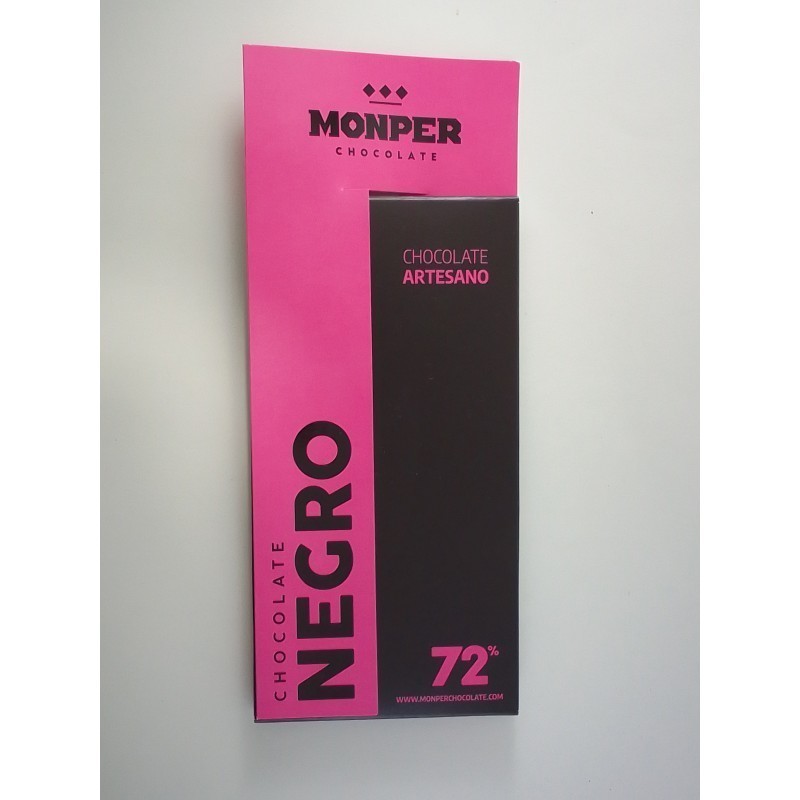 MONPER
CHOCOLATE
CHOCOLATE
ARTESANO
CHOCOLATE
NEGRO
72%
WWW.MONPERCHOCOLATE.COM